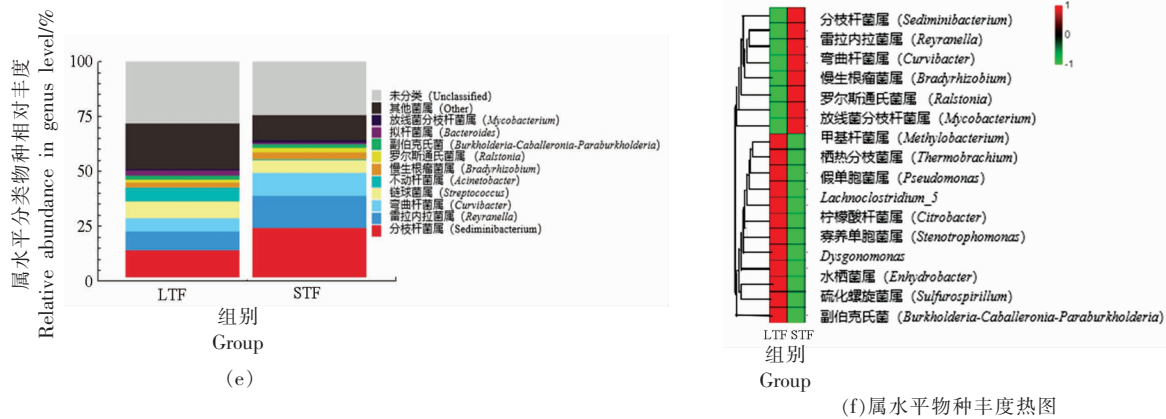 属水平分类物种相对丰度
Relative abundance in genus level/%
100
75
50
25
0
LTF
STF
组别
Group
(e)
未分类 (Unclassified)
其他菌属 (Other)
放线菌分枝杆菌属 (Mycobacterium)
拟杆菌属 (Bacteroides)
副伯克氏菌 (Burkholderia-Caballeronia-Paraburkholderia)
罗尔斯通氏菌属 (Ralstonia)
慢生根瘤菌属 (Bradyrhizobium)
不动杆菌属 (Acinetobacter)
链球菌属 (Streptococcus)
弯曲杆菌属 (Curvibacter)
雷拉内拉菌属 (Reyranella)
分枝杆菌属 (Sediminibacterium)
分枝杆菌属 (Sediminibacterium)
雷拉内拉菌属 (Reyranella)
弯曲杆菌属 (Curvibacter)
慢生根瘤菌属 (Bradyrhizobium)
罗尔斯通氏菌属 (Ralstonia)
放线菌分枝杆菌属 (Mycobacterium)
甲基杆菌属 (Methylobacterium)
栖热分枝菌属 (Thermobrachium)
假单胞菌属 (Pseudomonas)
Lachnoclostridium_5
柠檬酸杆菌属 (Citrobacter)
寡养单胞菌属 (Stenotrophomonas)
Dysgonomonas
水栖菌属 (Enhydrobacter)
硫化螺旋菌属 (Sulfurospirillum)
副伯克氏菌 (Burkholderia-Caballeronia-Paraburkholderia)
1
0
-1
LTF STF
组别
Group
(f)属水平物种丰度热图